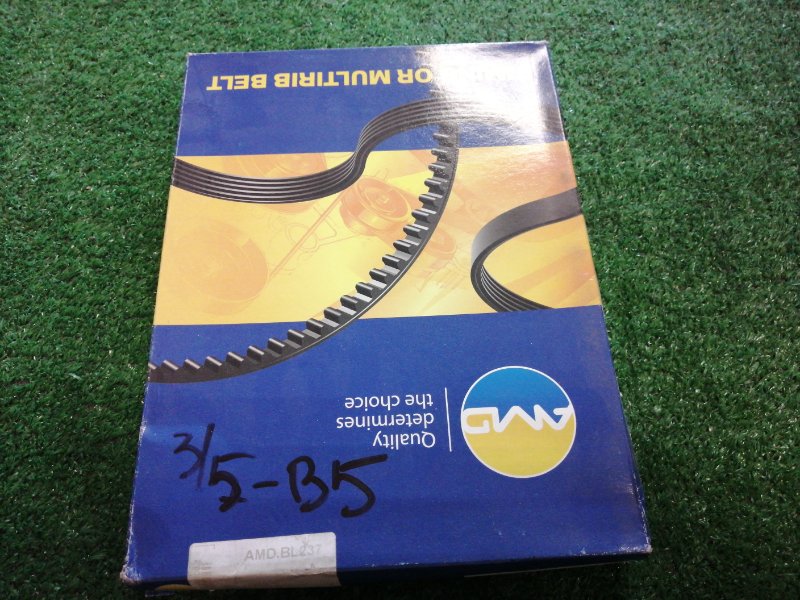 OR MULTIRIB BELT
AMD
Quality
determines
the choice
3/5-B5
AMD.BL237